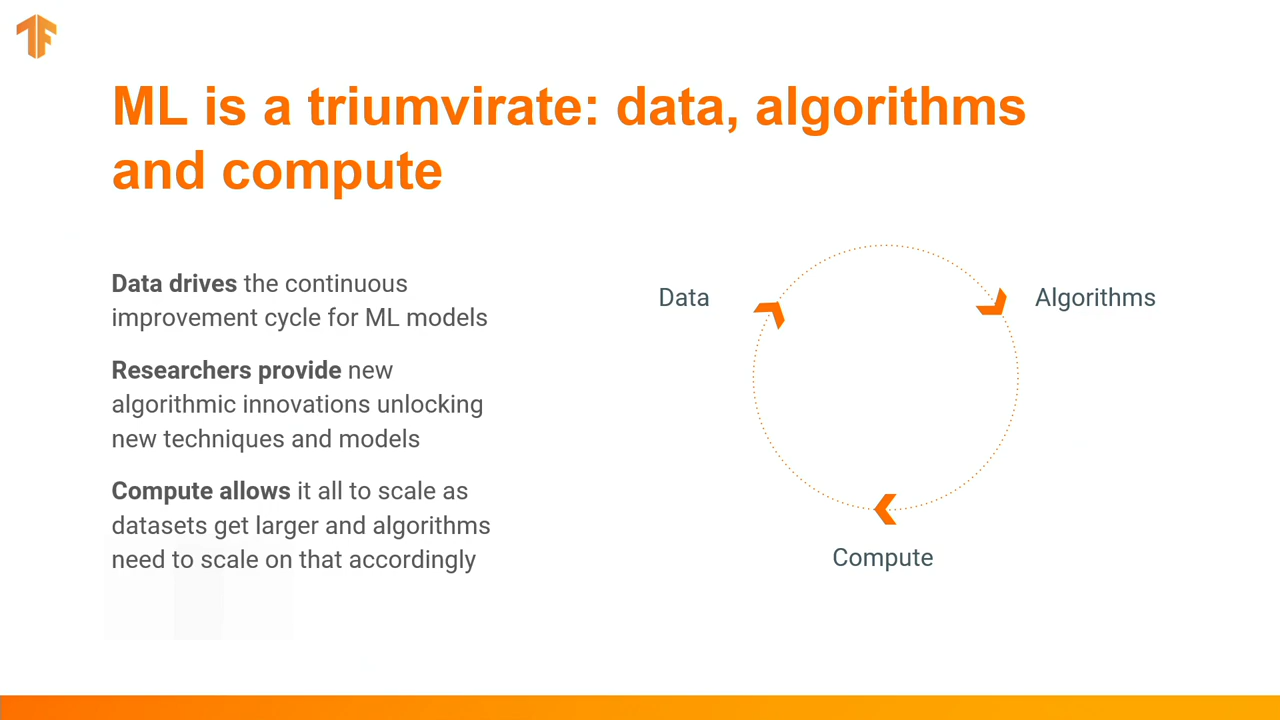 ML is a triumvirate: data, algorithms
and compute
Data drives the continuous
improvement cycle for ML models
Researchers provide new
algorithmic innovations unlocking
new techniques and models
Compute allows it all to scale as
datasets get larger and algorithms
need to scale on that accordingly
Data
Algorithms
Compute